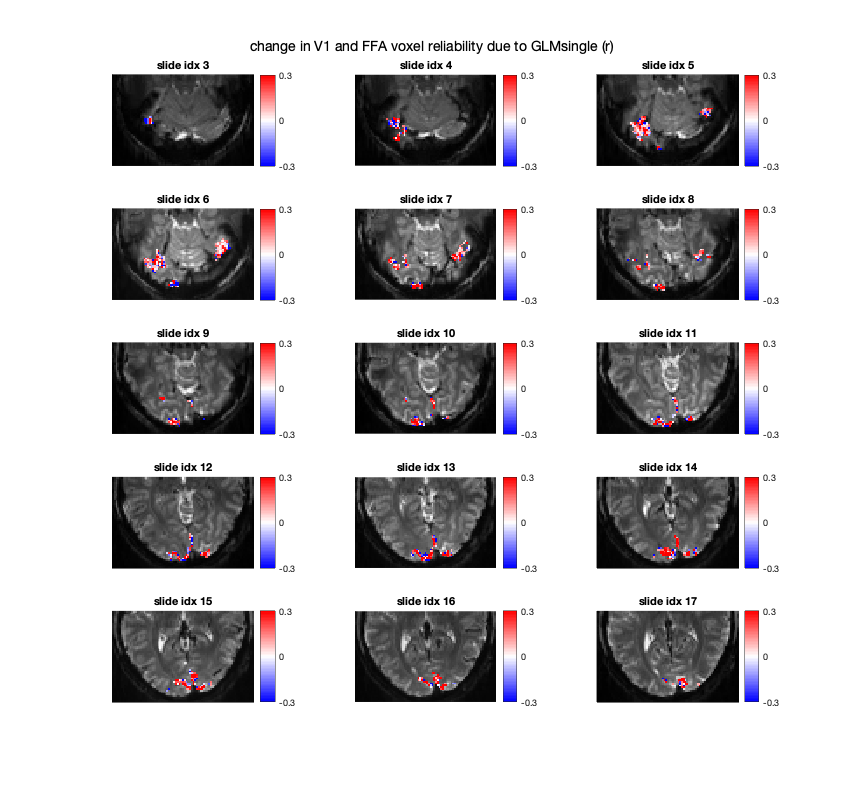 change in V1 and FFA voxel reliability due to GLMsingle (r)
slide idx 3
0.3
0
-0.3
slide idx 4
0.3
0
-0.3
slide idx 5
0.3
0
-0.3
slide idx 6
0.3
0
-0.3
slide idx 7
0.3
0
-0.3
slide idx 8
0.3
0
-0.3
slide idx 9
0.3
0
-0.3
slide idx 10
0.3
0
-0.3
slide idx 11
0.3
0
-0.3
slide idx 12
0.3
0
-0.3
slide idx 13
0.3
0
-0.3
slide idx 14
0.3
0
-0.3
slide idx 15
0.3
0
-0.3
slide idx 16
0.3
0
-0.3
slide idx 17
0.3
0
-0.3